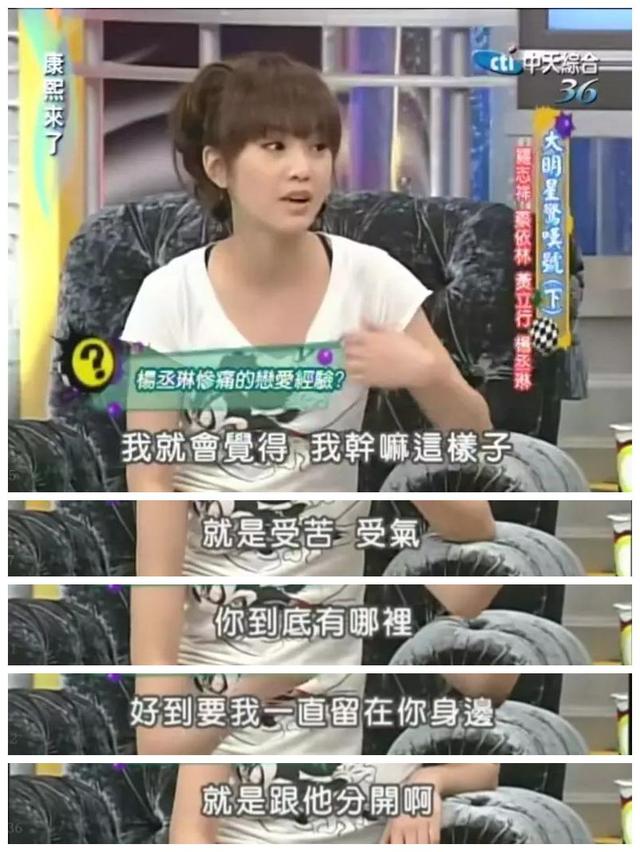 康熙來了
cti 中天綜合
36
大明星驚嘆號(下)
羅志祥 蔡依林 黃立行 楊丞琳
?
楊丞琳慘痛的戀愛經驗?
我就會覺得 我幹嘛這樣子
就是受苦 受氣
你到底有哪裡
好到要我一直留在你身邊
就是跟他分開啊
36